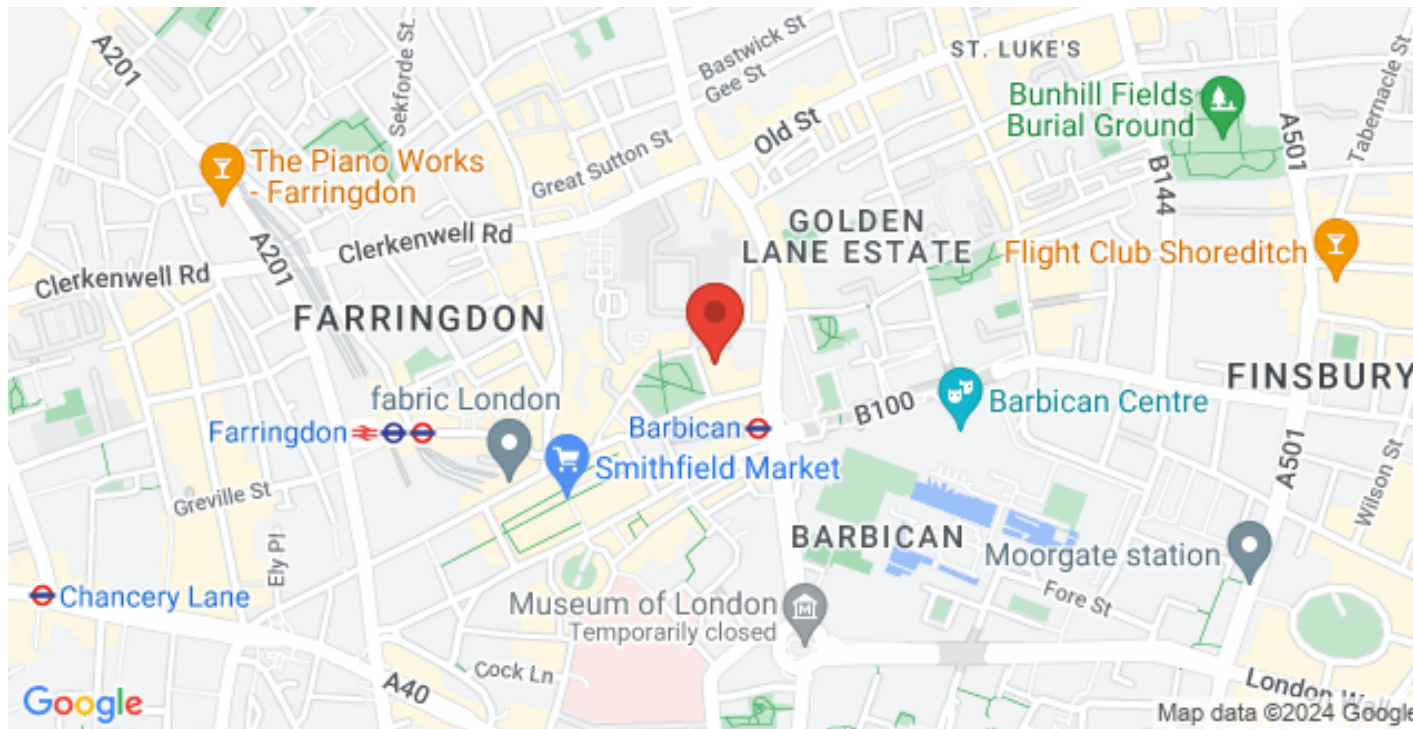 A201
Sekforde St.
Bastwick St
Gee St
ST. LUKE'S
Tabernacle St
Bunhill Fields
Burial Ground
A501
Old St
The Piano Works
- Farringdon
Great Sutton St
B144
Clerkenwell Rd
Clerkenwell Rd
A201
GOLDEN
LANE ESTATE
Flight Club Shoreditch
FARRINGDON
FINSBURY
fabric London
B100
Barbican Centre
Farringdon
Barbican
Smithfield Market
A501
Wilson St
Greville St
BARBICAN
Ely Pl
Moorgate station
Chancery Lane
Museum of London
Temporarily closed
Fore St
Cock Ln
A40
London Wall
Google
Map data ©2024 Google